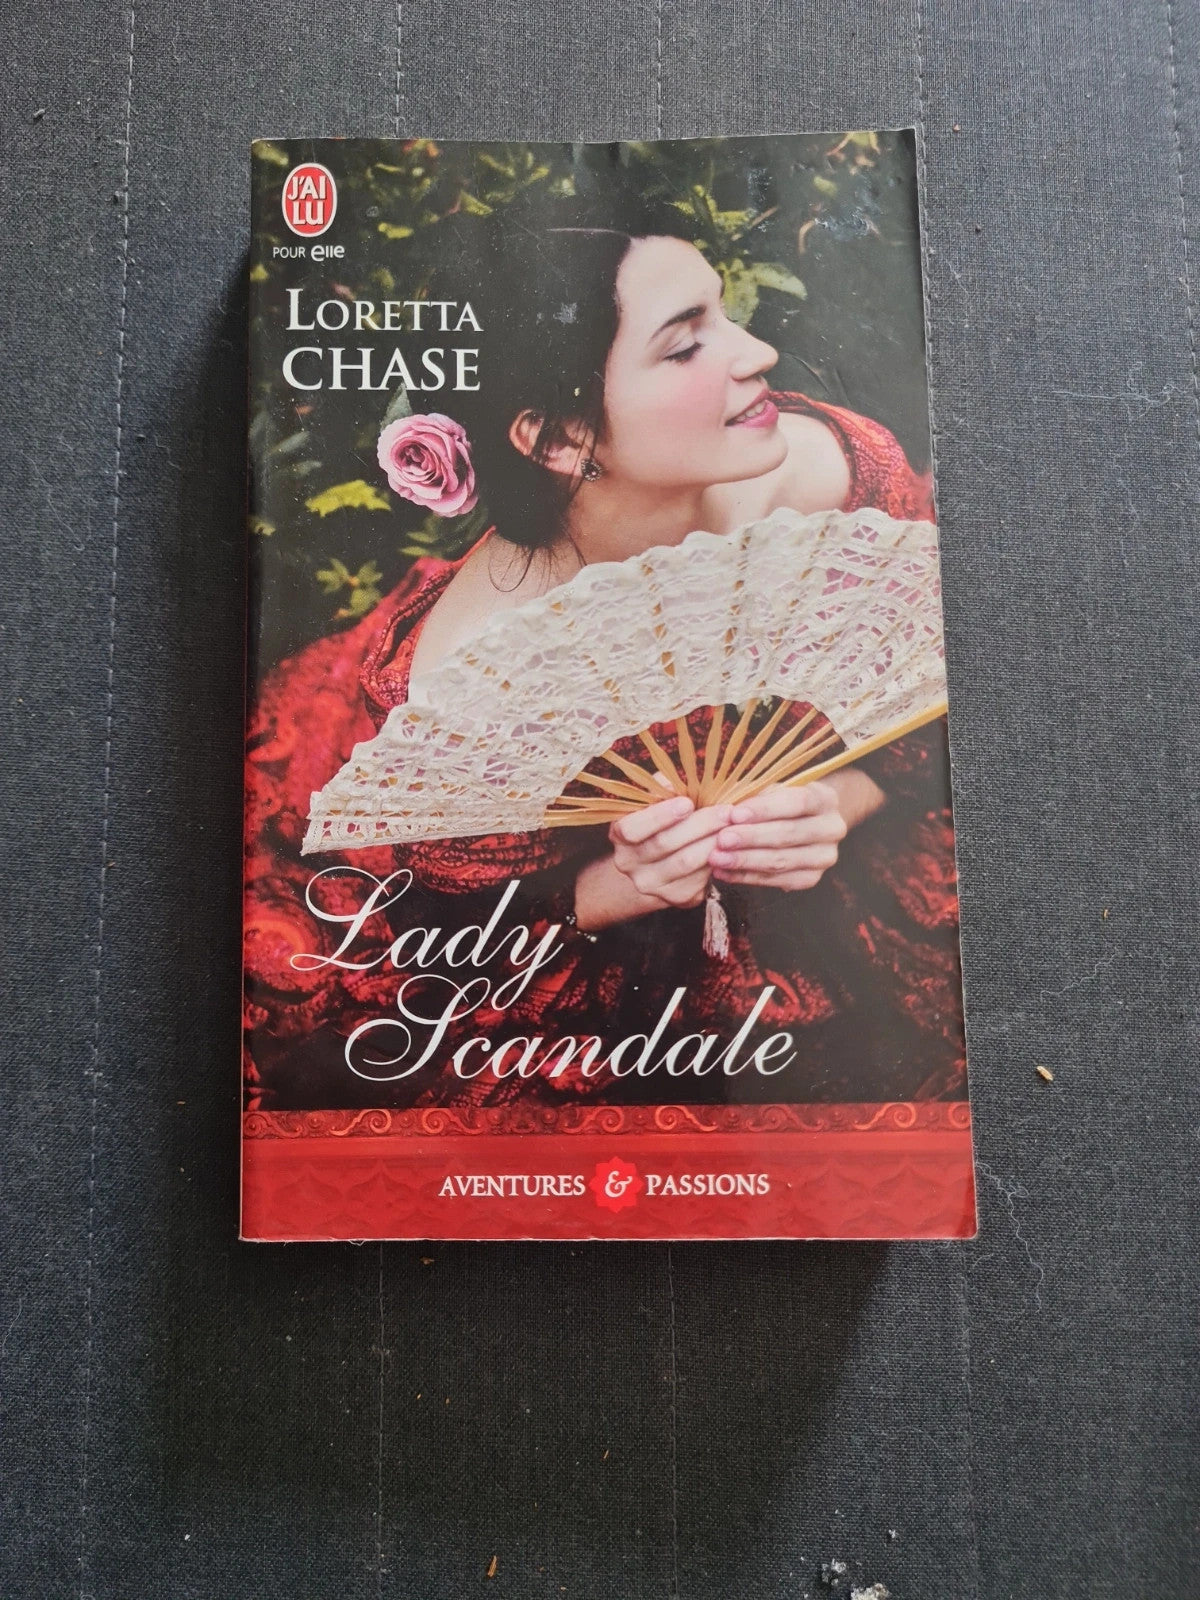 J'AI
LU
POUR elle
LORETTA
CHASE
Lady
Scandale
AVENTURES & PASSIONS